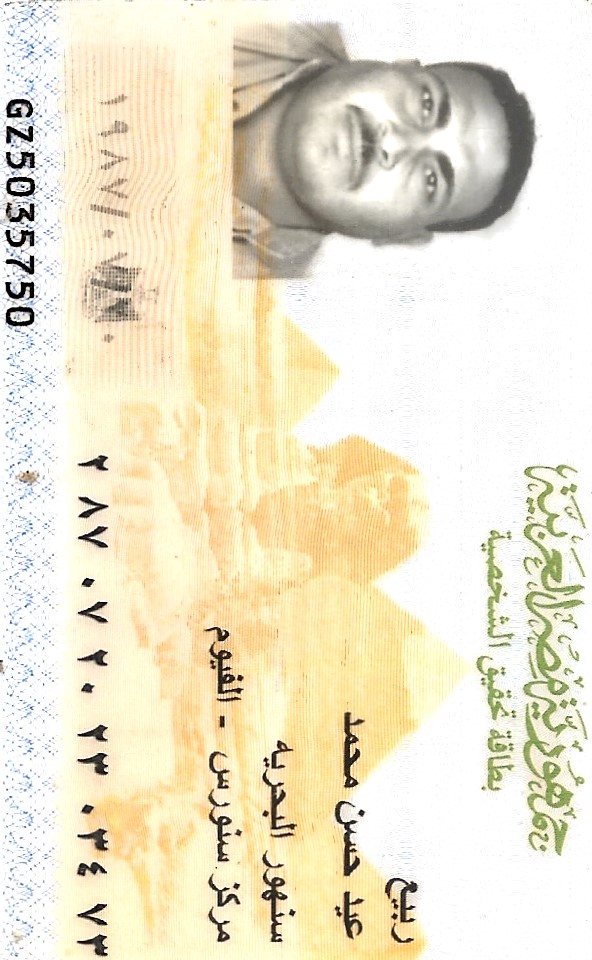 جمهورية مصر العربية
بطاقة تحقيق الشخصية
ربيع
عيد حسن محمد
سنهور البحريه
مركز سنورس - الفيوم
١٩٨٧/٠٧/٢٠
٢ ٨٧ ٠٧ ٢٠ ٢٣ ٠٣٤ ٧٣
GZ5035750